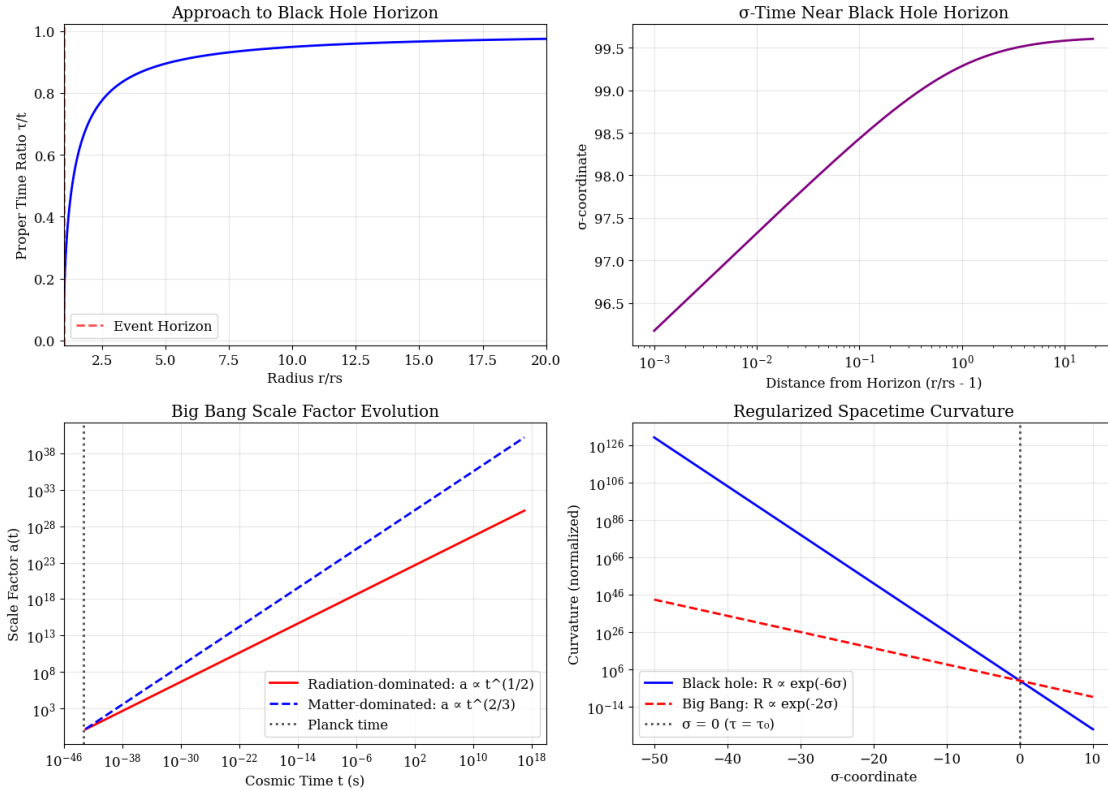 Approach to Black Hole Horizon
Proper Time Ratio τ/t
1.0
0.8
0.6
0.4
0.2
0.0
Event Horizon
2.5 5.0 7.5 10.0 12.5 15.0 17.5 20.0
Radius r/rs
σ-Time Near Black Hole Horizon
σ-coordinate
99.5
99.0
98.5
98.0
97.5
97.0
96.5
10⁻³ 10⁻² 10⁻¹ 10⁰ 10¹
Distance from Horizon (r/rs - 1)
Big Bang Scale Factor Evolution
Scale Factor a(t)
10³⁸
10³³
10²⁸
10²³
10¹⁸
10¹³
10⁸
10³
Radiation-dominated: a ∝ t^(1/2)
Matter-dominated: a ∝ t^(2/3)
Planck time
10⁻⁴⁶ 10⁻³⁸ 10⁻³⁰ 10⁻²² 10⁻¹⁴ 10⁻⁶ 10² 10¹⁰ 10¹⁸
Cosmic Time t (s)
Regularized Spacetime Curvature
Curvature (normalized)
10¹²⁶
10¹⁰⁶
10⁸⁶
10⁶⁶
10⁴⁶
10²⁶
10⁶
10⁻¹⁴
Black hole: R ∝ exp(-6σ)
Big Bang: R ∝ exp(-2σ)
σ = 0 (τ = τ₀)
−50 −40 −30 −20 −10 0 10
σ-coordinate